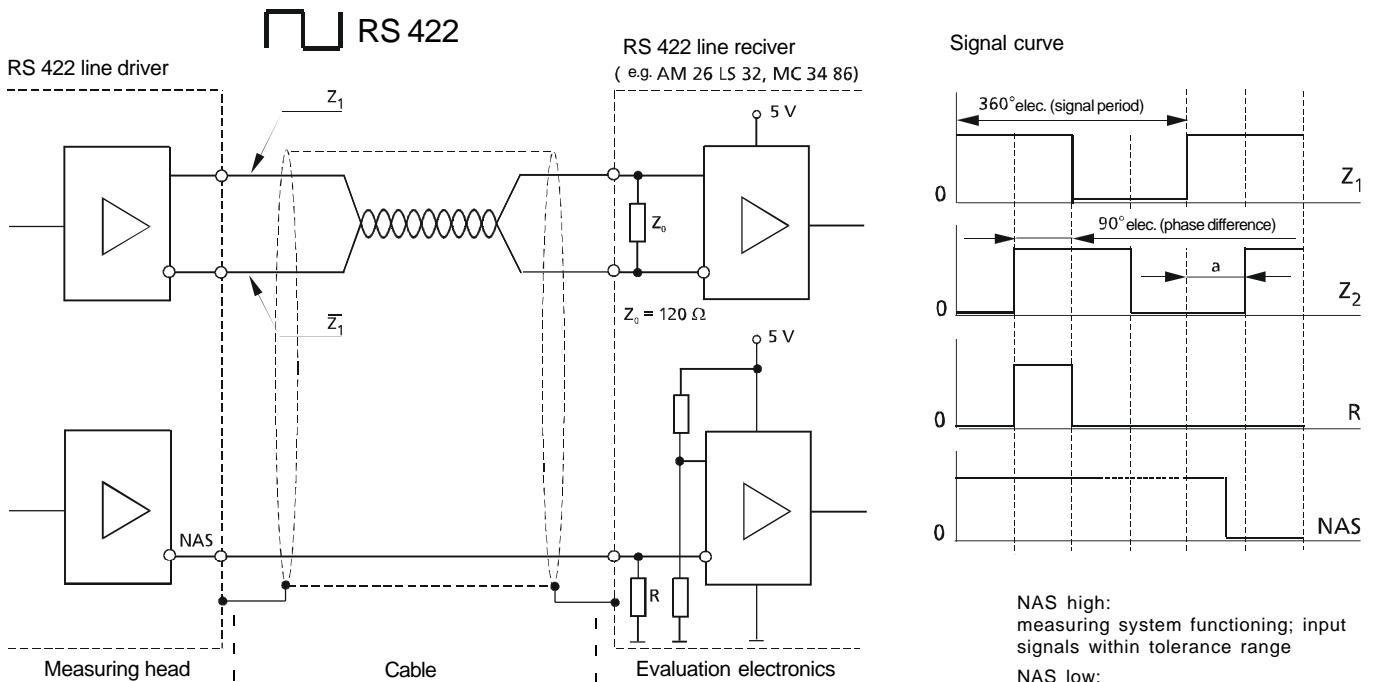 RS 422
RS 422 line driver
RS 422 line reciver
( e.g. AM 26 LS 32, MC 34 86)
Z1
5 V
Z0
Z̅1
Z0 = 120 Ω
5 V
NAS
R
Measuring head
Cable
Evaluation electronics
Signal curve
360°elec. (signal period)
0
Z1
90°elec. (phase difference)
a
0
Z2
0
R
0
NAS
NAS high:
measuring system functioning; input
signals within tolerance range
NAS low: